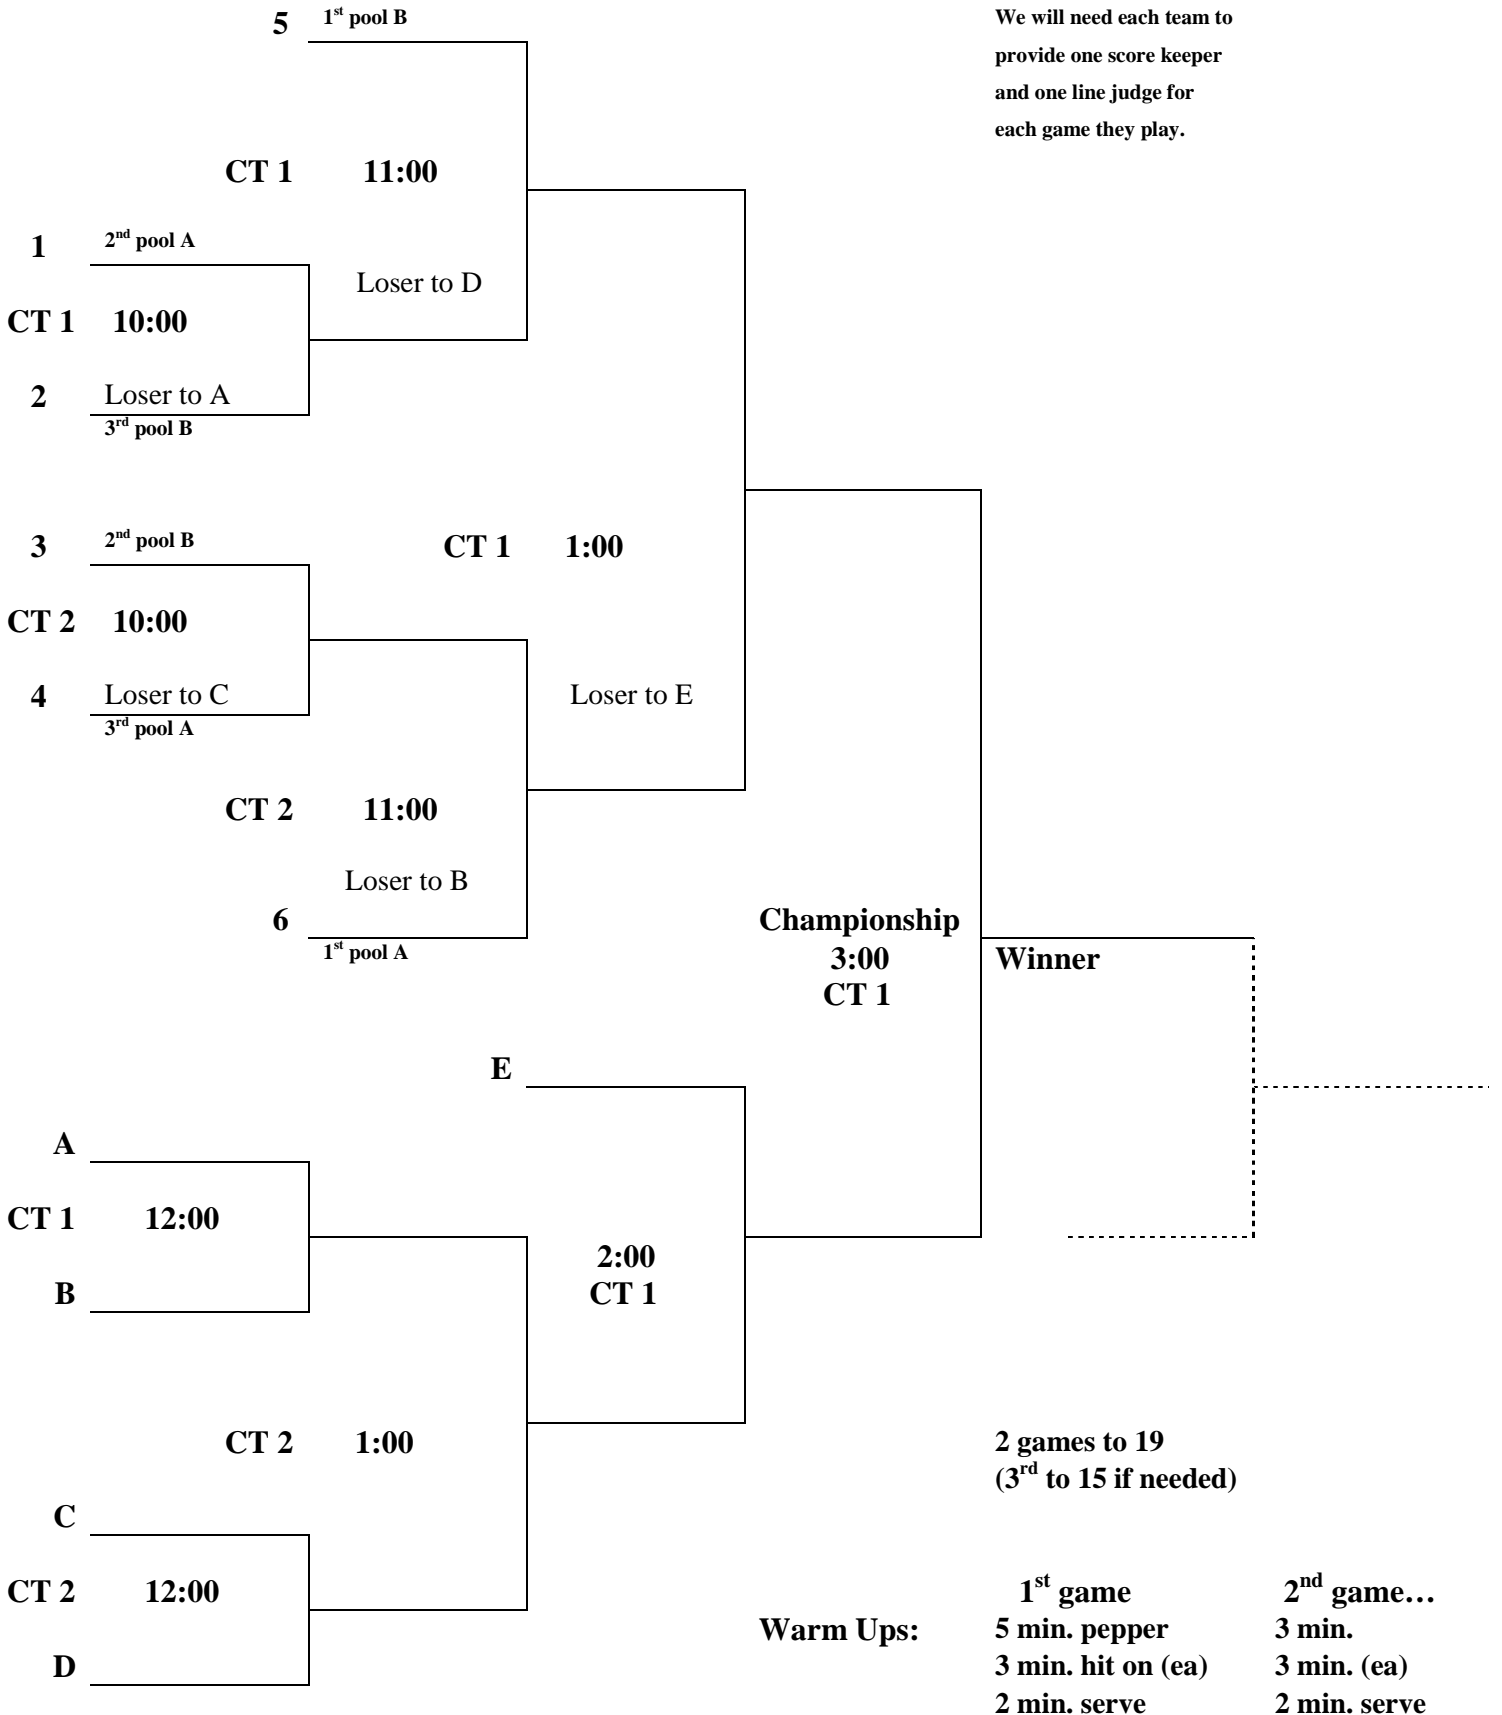 5 1st pool B
We will need each team to
provide one score keeper
and one line judge for
each game they play.
CT 1 11:00
1 2nd pool A
Loser to D
CT 1 10:00
2 Loser to A
3rd pool B
3 2nd pool B
CT 1 1:00
CT 2 10:00
4 Loser to C
Loser to E
3rd pool A
CT 2 11:00
Loser to B
6
1st pool A
Championship
3:00
CT 1
Winner
E
A
CT 1 12:00
B
2:00
CT 1
CT 2 1:00
2 games to 19
(3rd to 15 if needed)
C
CT 2 12:00
D
1st game 2nd game…
Warm Ups: 5 min. pepper 3 min.
3 min. hit on (ea) 3 min. (ea)
2 min. serve 2 min. serve